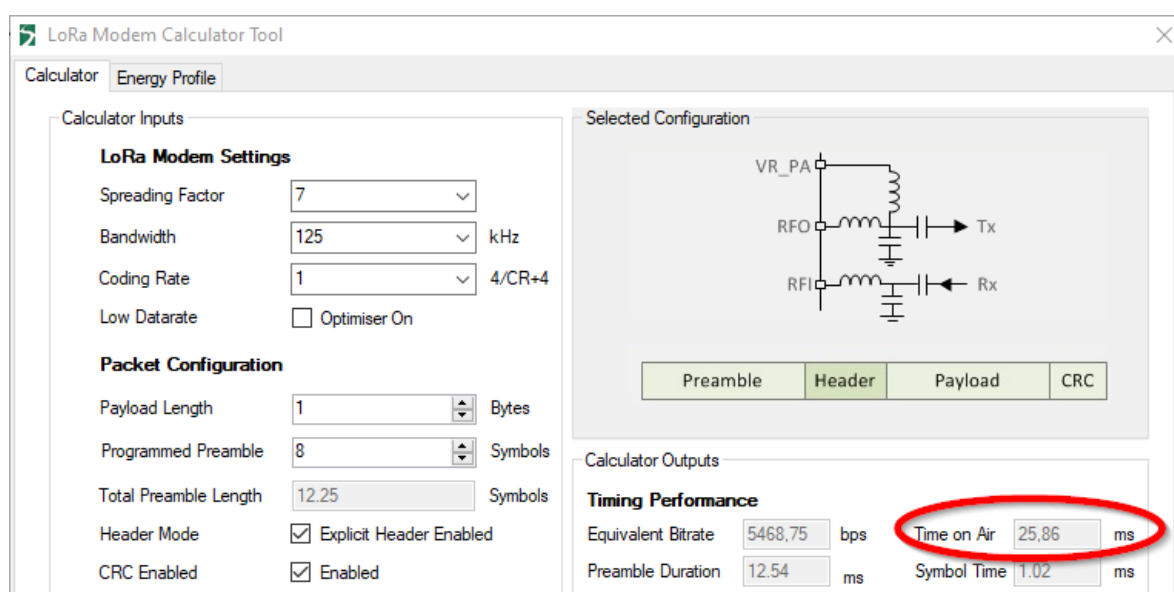 LoRa Modem Calculator Tool
Calculator Energy Profile
Calculator Inputs
LoRa Modem Settings
Spreading Factor 7
Bandwidth 125 kHz
Coding Rate 1 4/CR+4
Low Datarate Optimiser On
Packet Configuration
Payload Length 1 Bytes
Programmed Preamble 8 Symbols
Total Preamble Length 12.25 Symbols
Header Mode Explicit Header Enabled
CRC Enabled Enabled
Selected Configuration
VR_PA
RFO Tx
RFI Rx
Preamble Header Payload CRC
Calculator Outputs
Timing Performance
Equivalent Bitrate 5468,75 bps Time on Air 25,86 ms
Preamble Duration 12.54 ms Symbol Time 1.02 ms